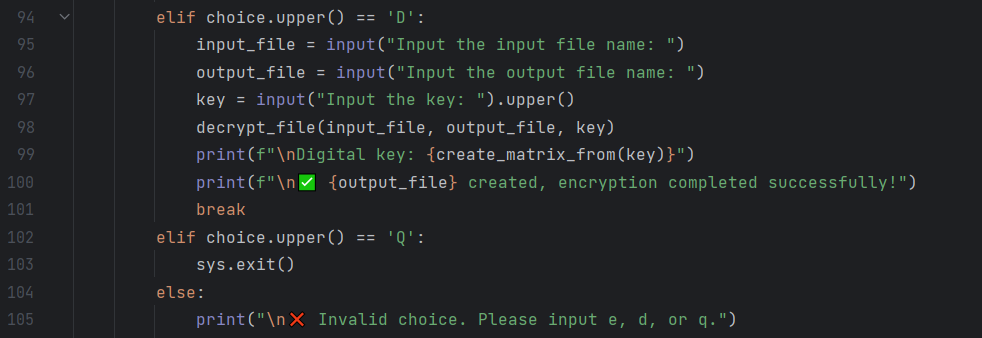 94 elif choice.upper() == 'D':
95 input_file = input("Input the input file name: ")
96 output_file = input("Input the output file name: ")
97 key = input("Input the key: ").upper()
98 decrypt_file(input_file, output_file, key)
99 print(f"\nDigital key: {create_matrix_from(key)}")
100 print(f"\n✅ {output_file} created, encryption completed successfully!")
101 break
102 elif choice.upper() == 'Q':
103 sys.exit()
104 else:
105 print("\n❌ Invalid choice. Please input e, d, or q.")